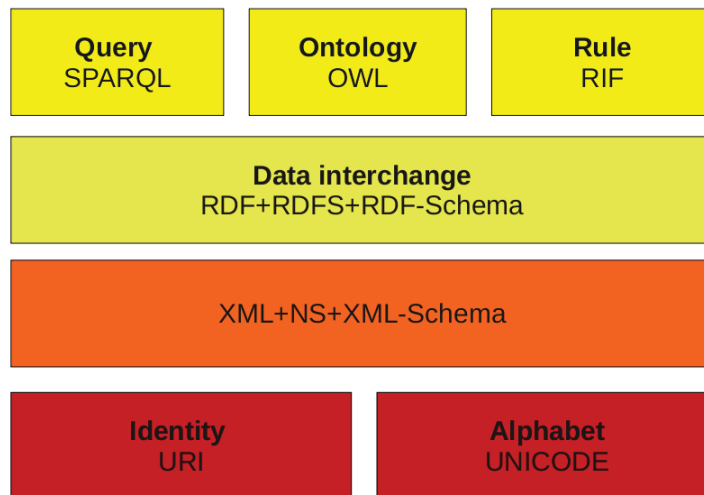 Query
SPARQL
Ontology
OWL
Rule
RIF
Data interchange
RDF+RDFS+RDF-Schema
XML+NS+XML-Schema
Identity
URI
Alphabet
UNICODE